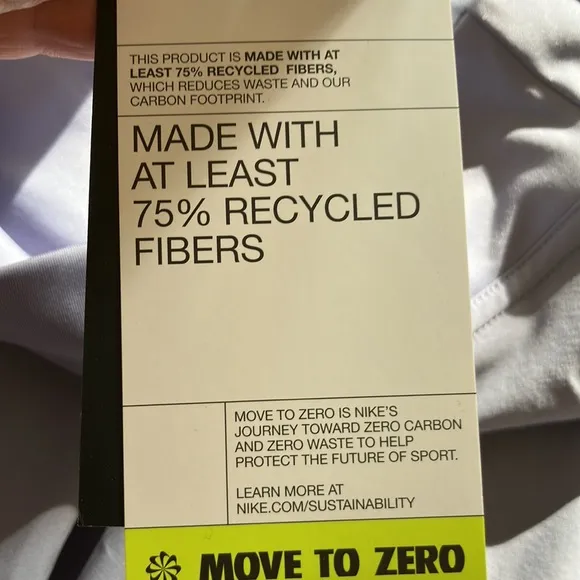 THIS PRODUCT IS MADE WITH AT
LEAST 75% RECYCLED FIBERS,
WHICH REDUCES WASTE AND OUR
CARBON FOOTPRINT.
MADE WITH
AT LEAST
75% RECYCLED
FIBERS
MOVE TO ZERO IS NIKE'S
JOURNEY TOWARD ZERO CARBON
AND ZERO WASTE TO HELP
PROTECT THE FUTURE OF SPORT.
LEARN MORE AT
NIKE.COM/SUSTAINABILITY
MOVE TO ZERO